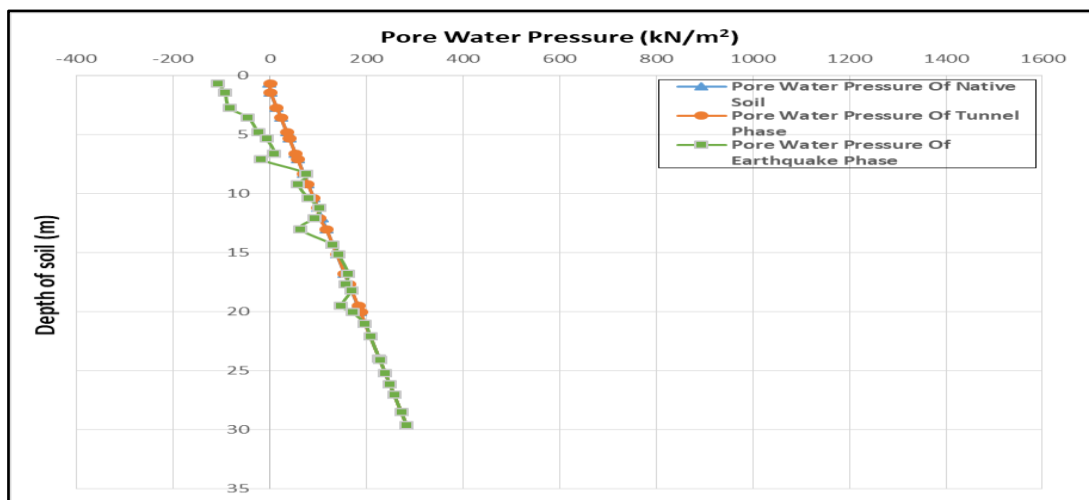 Pore Water Pressure (kN/m²)
-400 -200 0 200 400 600 800 1000 1200 1400 1600
0
Pore Water Pressure Of Native
Soil
Pore Water Pressure Of Tunnel
Phase
Pore Water Pressure Of
Earthquake Phase
5
10
15
20
25
30
35
Depth of soil (m)